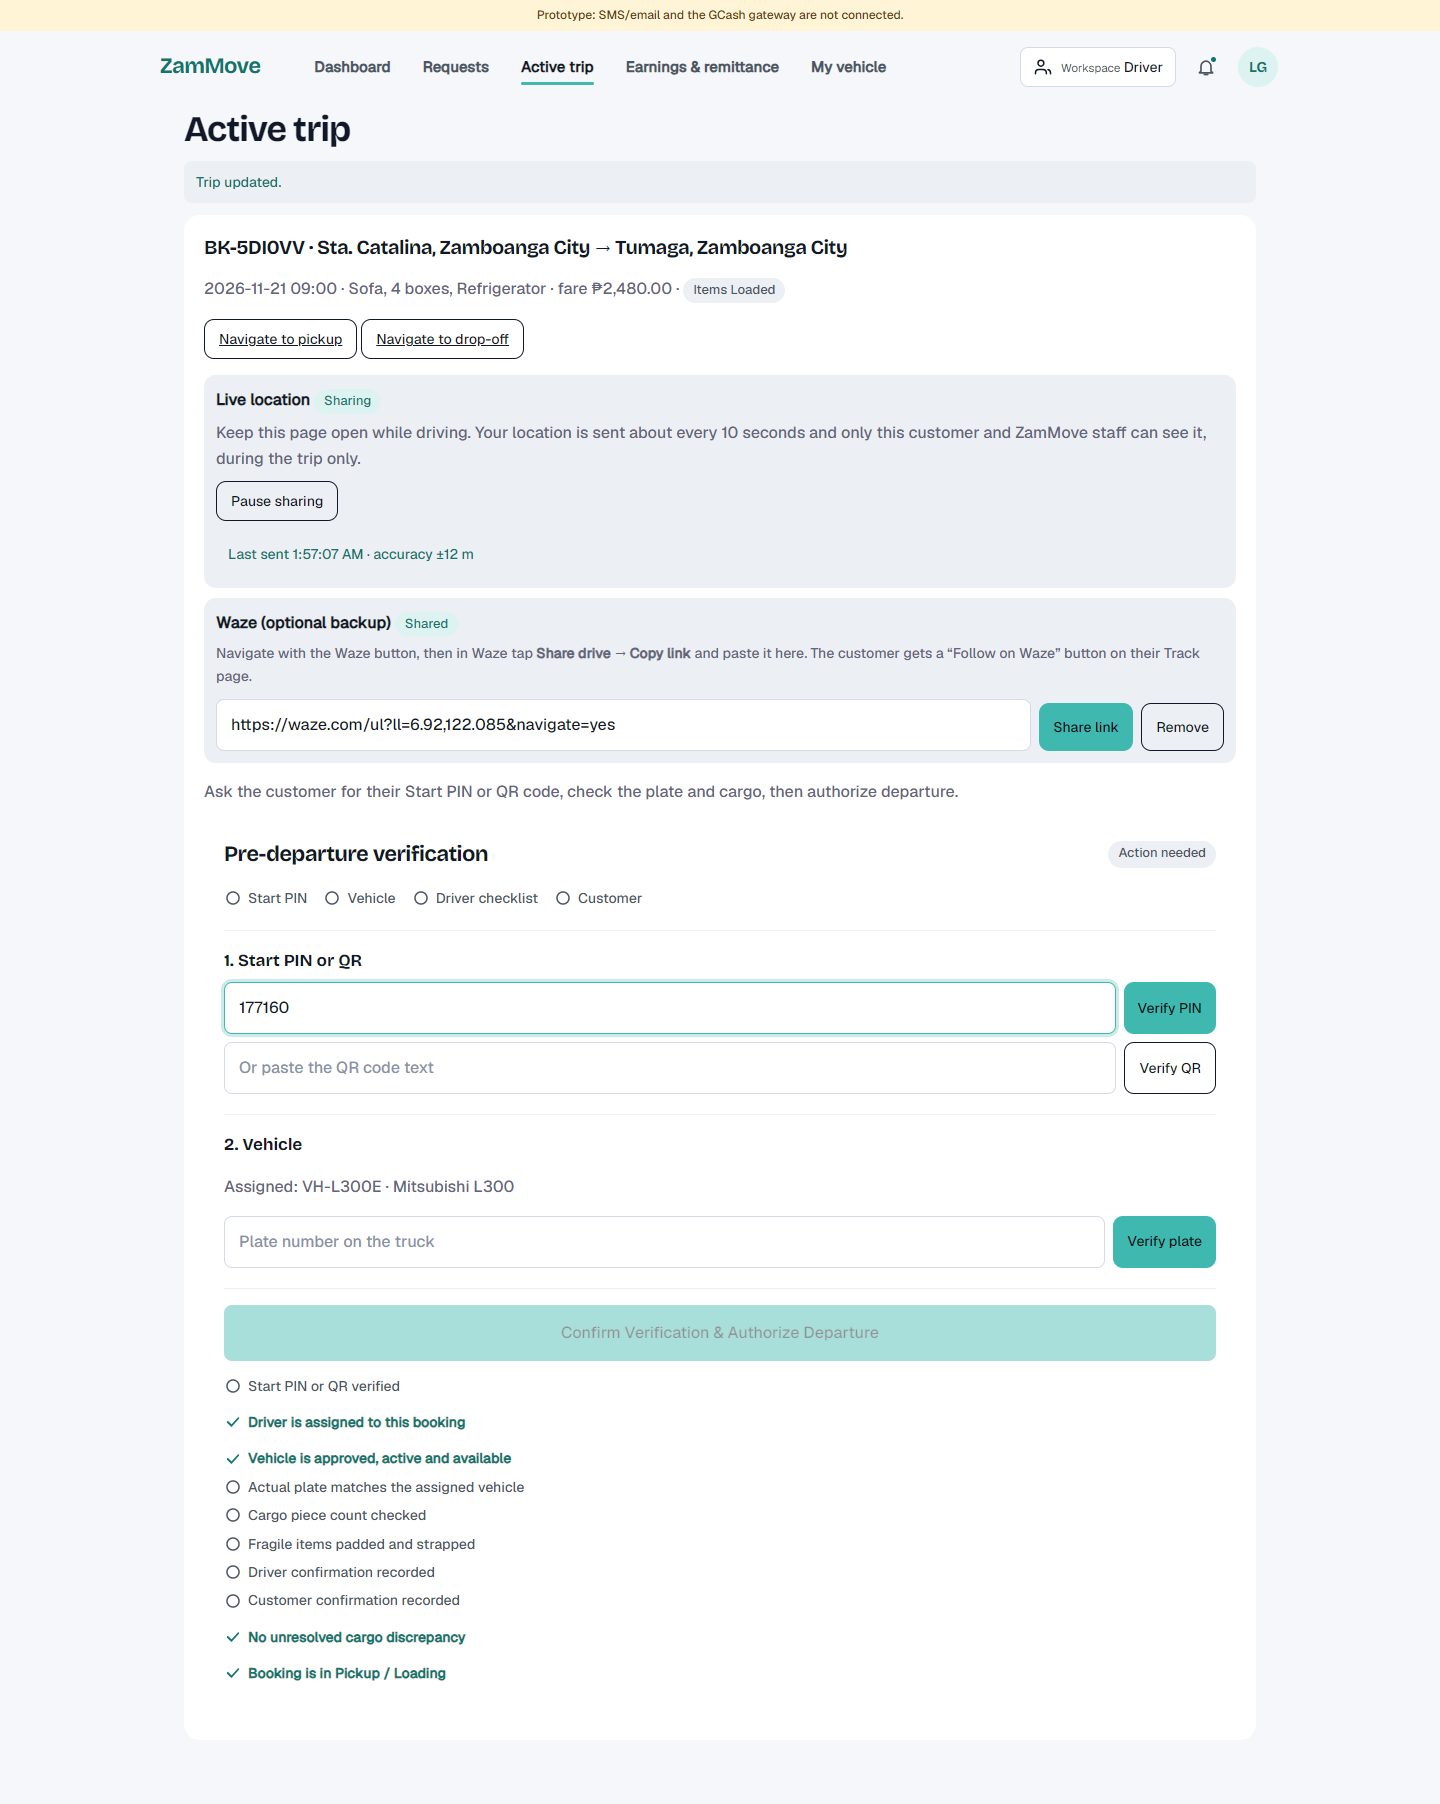 Prototype: SMS/email and the GCash gateway are not connected.
ZamMove
Dashboard
Requests
Active trip
Earnings & remittance
My vehicle
Workspace Driver
LG
Active trip
Trip updated.
BK-5DI0VV · Sta. Catalina, Zamboanga City → Tumaga, Zamboanga City
2026-11-21 09:00 · Sofa, 4 boxes, Refrigerator · fare ₱2,480.00 · Items Loaded
Navigate to pickup
Navigate to drop-off
Live location Sharing
Keep this page open while driving. Your location is sent about every 10 seconds and only this customer and ZamMove staff can see it,
during the trip only.
Pause sharing
Last sent 1:57:07 AM · accuracy ±12 m
Waze (optional backup) Shared
Navigate with the Waze button, then in Waze tap Share drive → Copy link and paste it here. The customer gets a “Follow on Waze” button on their Track
page.
https://waze.com/ul?ll=6.92,122.085&navigate=yes
Share link
Remove
Ask the customer for their Start PIN or QR code, check the plate and cargo, then authorize departure.
Pre-departure verification
Action needed
Start PIN
Vehicle
Driver checklist
Customer
1. Start PIN or QR
177160
Verify PIN
Or paste the QR code text
Verify QR
2. Vehicle
Assigned: VH-L300E · Mitsubishi L300
Plate number on the truck
Verify plate
Confirm Verification & Authorize Departure
Start PIN or QR verified
Driver is assigned to this booking
Vehicle is approved, active and available
Actual plate matches the assigned vehicle
Cargo piece count checked
Fragile items padded and strapped
Driver confirmation recorded
Customer confirmation recorded
No unresolved cargo discrepancy
Booking is in Pickup / Loading